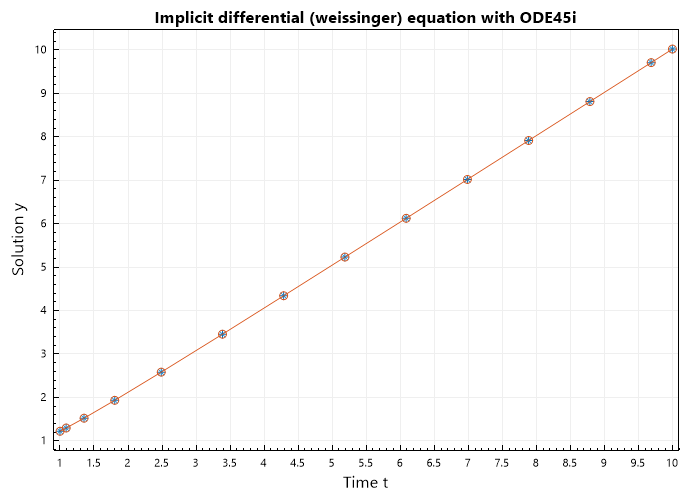 Implicit differential (weissinger) equation with ODE45i
10
9
8
7
6
5
4
3
2
1
Solution y
1 1.5 2 2.5 3 3.5 4 4.5 5 5.5 6 6.5 7 7.5 8 8.5 9 9.5 10
Time t